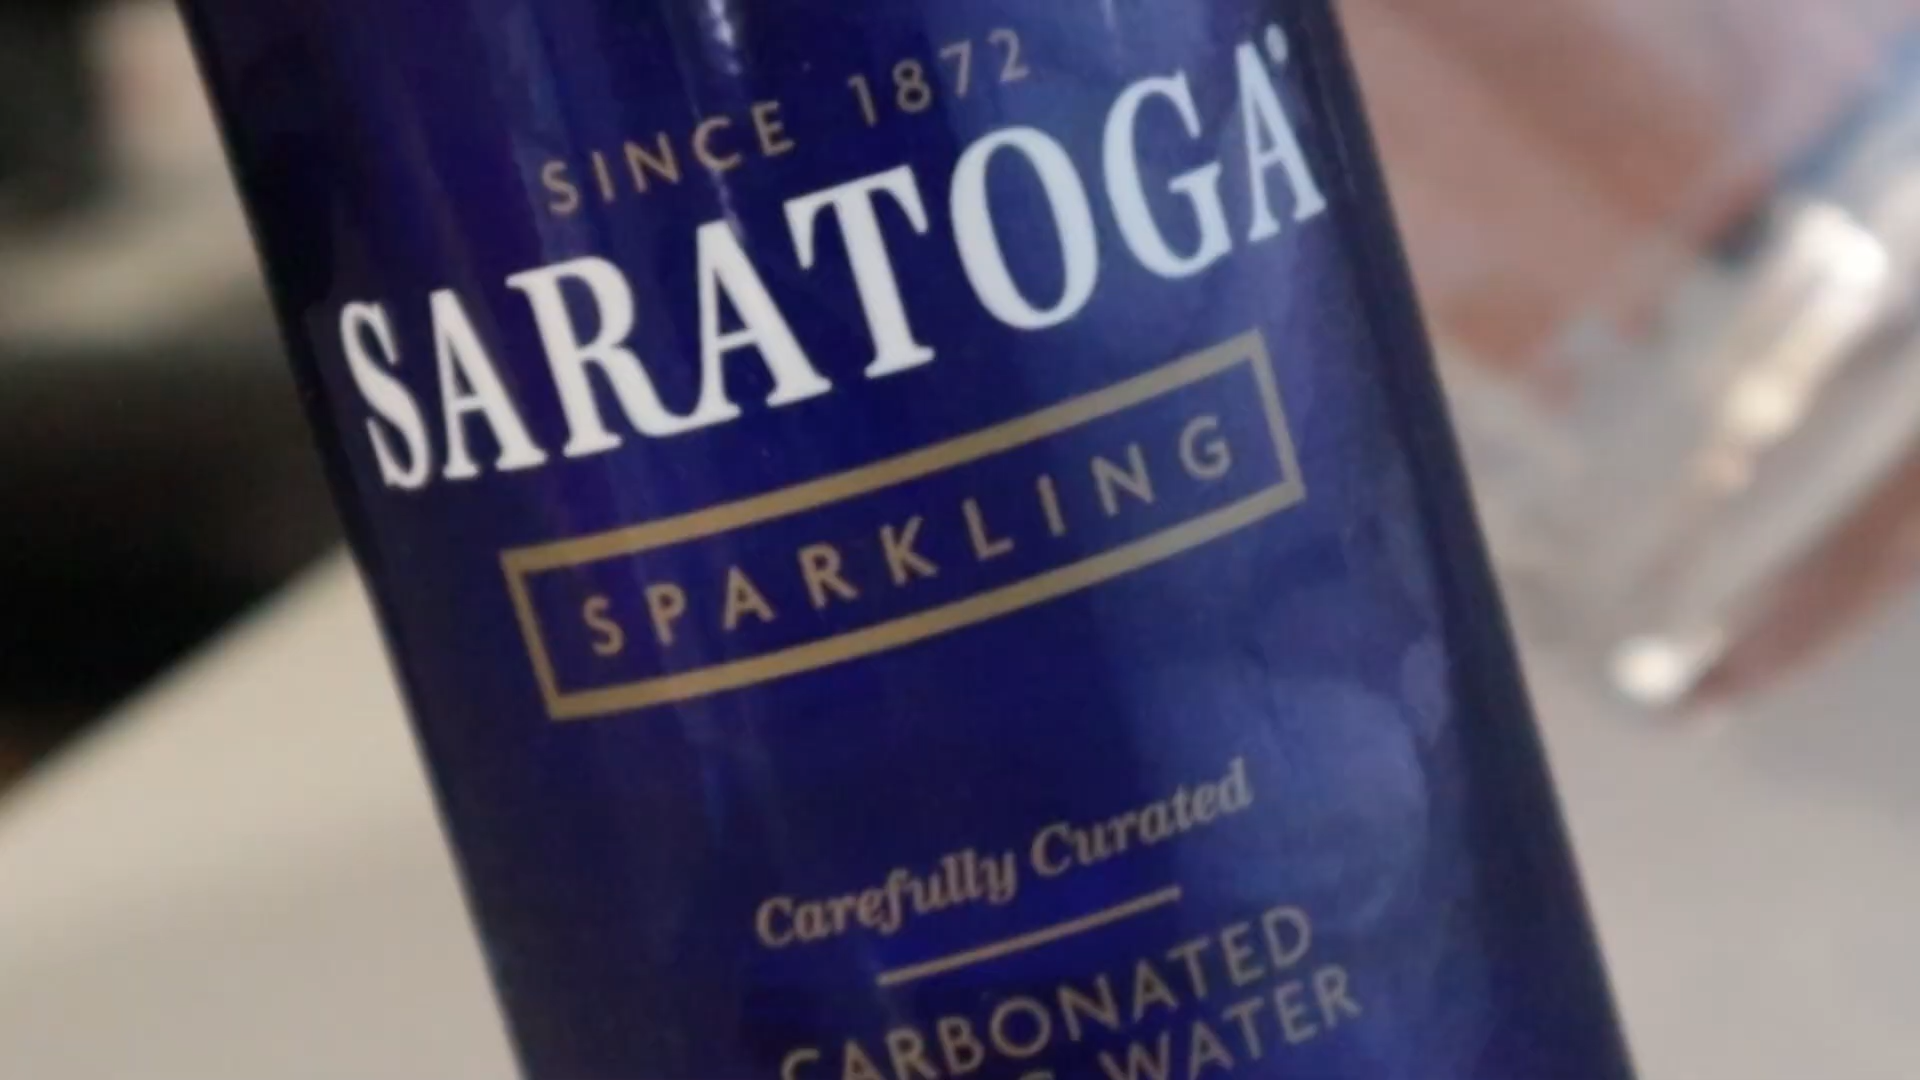 SINCE 1872
SARATOGA®
SPARKLING
Carefully Curated
CARBONATED
WATER